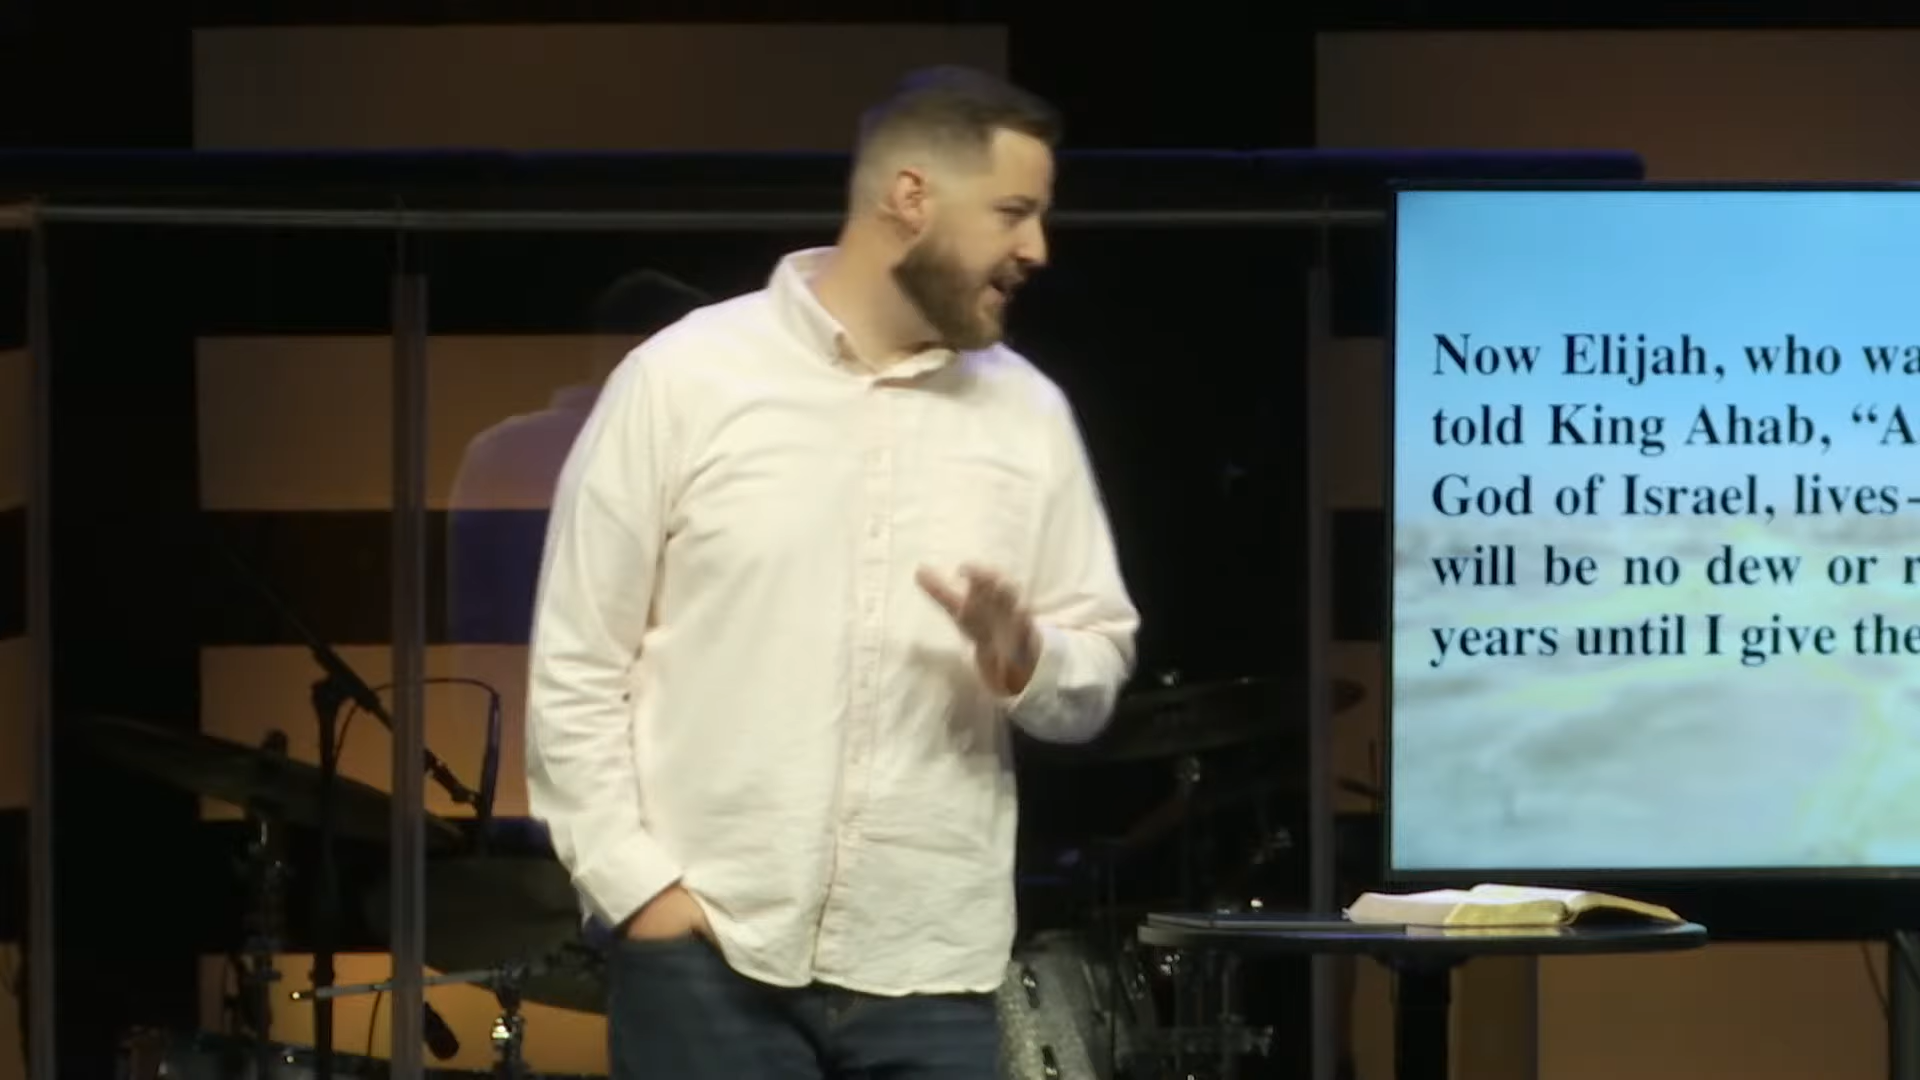 Now Elijah, who
told King Ahab, “A
God of Israel, lives-
will be no dew or
years until I give the